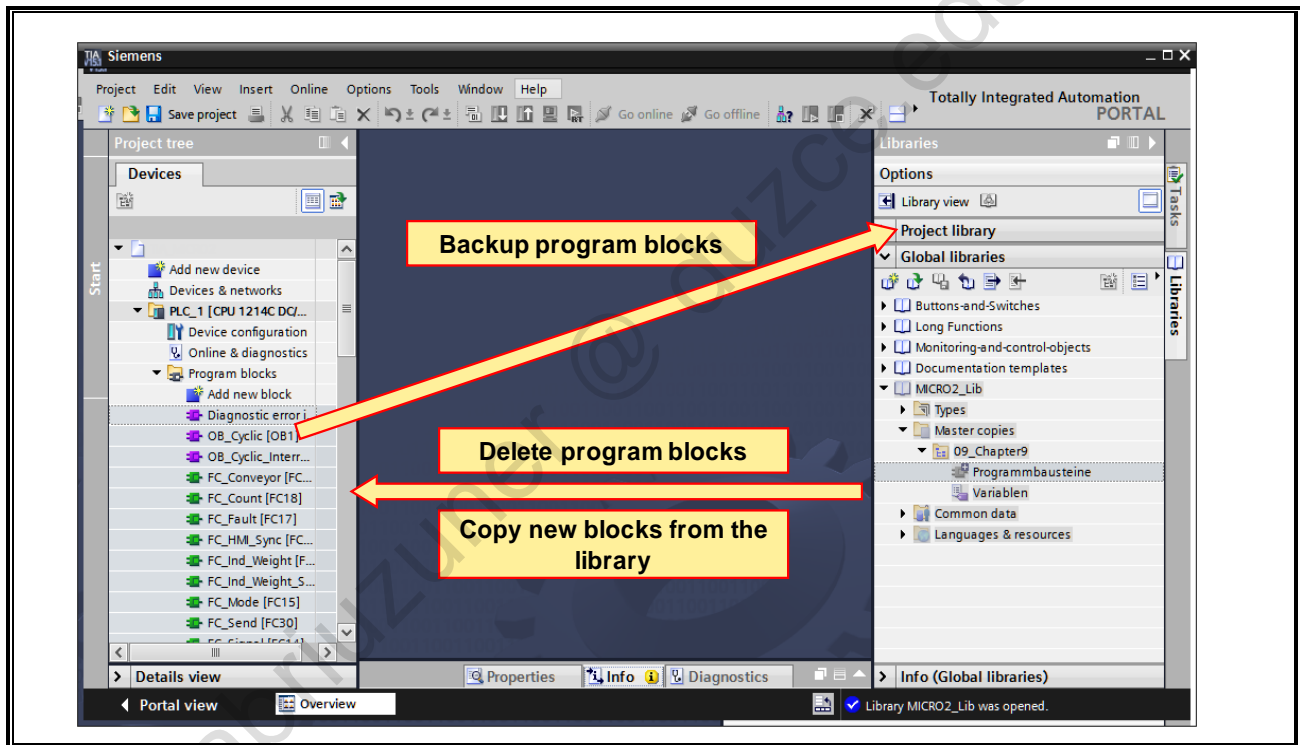 Siemens
Project Edit View Insert Online Options Tools Window Help
Totally Integrated Automation
PORTAL
Save project Go online Go offline
Project tree
Devices
Start
Add new device
Devices & networks
PLC_1 [CPU 1214C DC/...
Device configuration
Online & diagnostics
Program blocks
Add new block
Diagnostic error i...
OB_Cyclic [OB1]
OB_Cyclic_Interr...
FC_Conveyor [FC...
FC_Count [FC18]
FC_Fault [FC17]
FC_HMI_Sync [FC...
FC_Ind_Weight [F...
FC_Ind_Weight_S...
FC_Mode [FC15]
FC_Send [FC30]
FC_Signal [FC14]
Details view
Backup program blocks
Delete program blocks
Copy new blocks from the
library
Properties Info Diagnostics
Libraries
Options
Library view
Project library
Global libraries
Buttons-and-Switches
Long Functions
Monitoring-and-control-objects
Documentation templates
MICRO2_Lib
Types
Master copies
09_Chapter9
Programmbausteine
Variablen
Common data
Languages & resources
Info (Global libraries)
Tasks
Libraries
Portal view Overview Library MICRO2_Lib was opened.